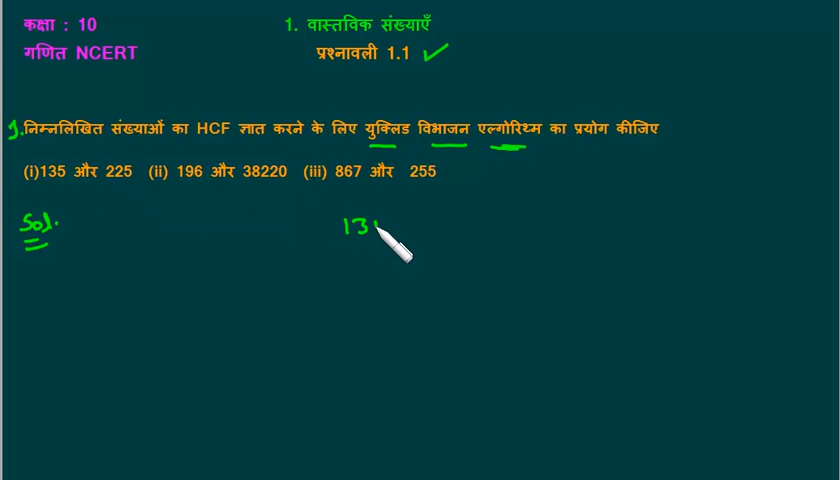 कक्षा : 10
1. वास्तविक संख्याएँ
गणित NCERT
प्रश्नावली 1.1
1.निम्नलिखित संख्याओं का HCF ज्ञात करने के लिए युक्लिड विभाजन एल्गोरिथ्म का प्रयोग कीजिए
(i)135 और 225 (ii) 196 और 38220 (iii) 867 और 255
Sol.
13